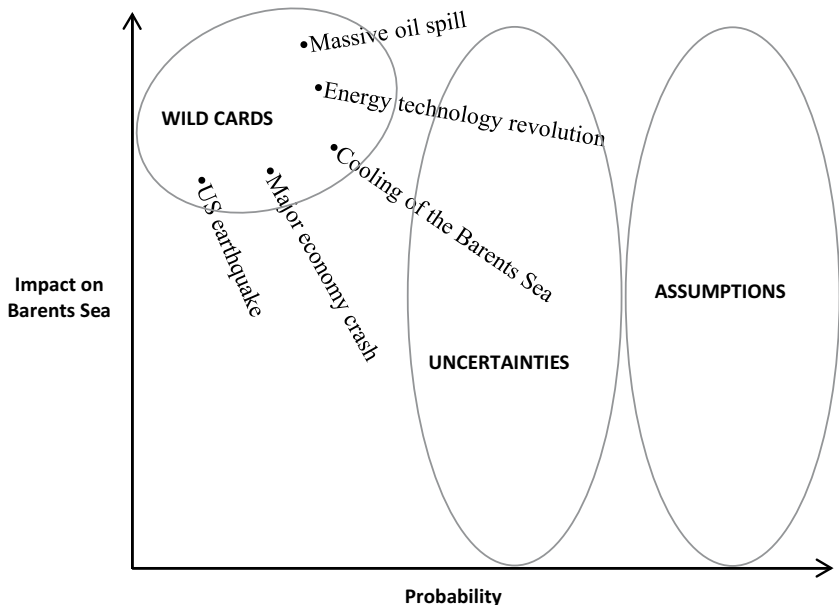 Massive oil spill
Energy technology revolution
WILD CARDS
Cooling of the Barents Sea
Major economy crash
US earthquake
Impact on
Barents Sea
ASSUMPTIONS
UNCERTAINTIES
Probability